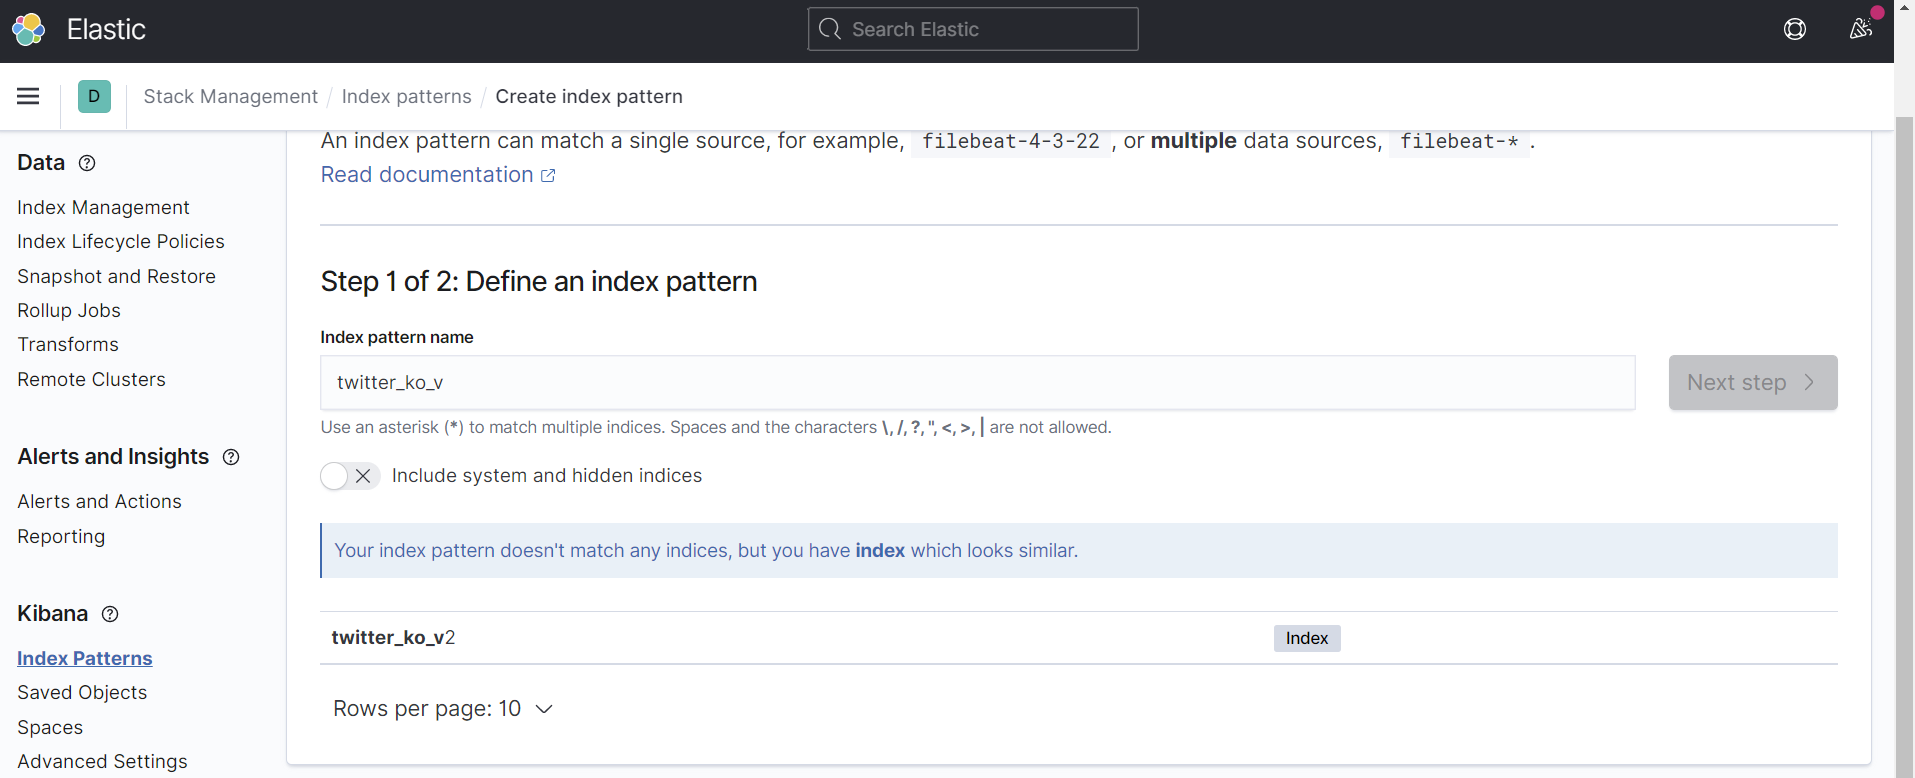 Elastic
Search Elastic
D
Stack Management / Index patterns / Create index pattern
An index pattern can match a single source, for example, filebeat-4-3-22 , or multiple data sources, filebeat-* .
Read documentation
Data
Index Management
Index Lifecycle Policies
Snapshot and Restore
Rollup Jobs
Transforms
Remote Clusters
Alerts and Insights
Alerts and Actions
Reporting
Kibana
Index Patterns
Saved Objects
Spaces
Advanced Settings
Step 1 of 2: Define an index pattern
Index pattern name
twitter_ko_v
Next step
Use an asterisk (*) to match multiple indices. Spaces and the characters \, /, ?, ", <, >, | are not allowed.
Include system and hidden indices
Your index pattern doesn't match any indices, but you have index which looks similar.
twitter_ko_v2 Index
Rows per page: 10